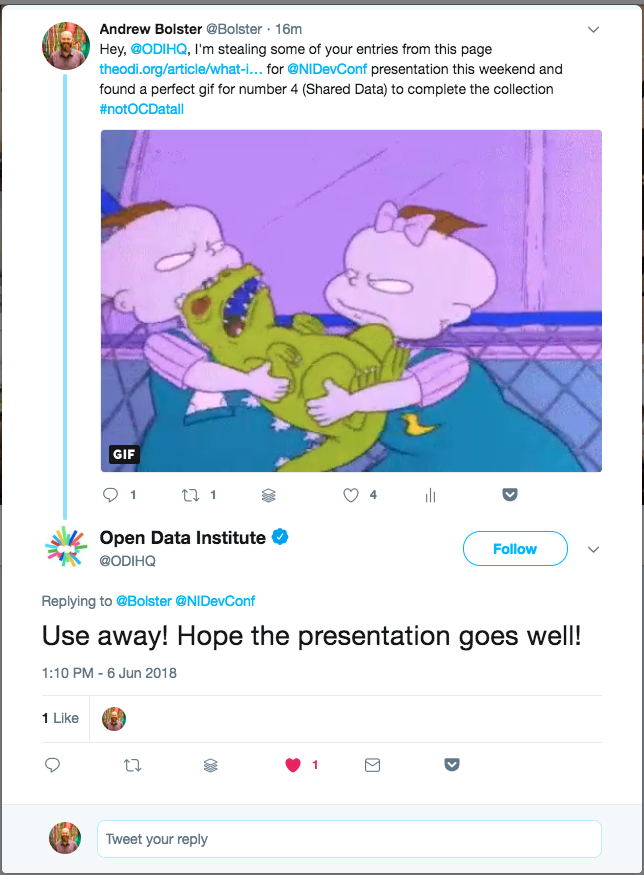 Andrew Bolster @Bolster · 16m
Hey, @ODIHQ, I'm stealing some of your entries from this page
theodi.org/article/what-i... for @NIDevConf presentation this weekend and
found a perfect gif for number 4 (Shared Data) to complete the collection
#notOCDatall
GIF
1 1 4
Open Data Institute
@ODIHQ
Follow
Replying to @Bolster @NIDevConf
Use away! Hope the presentation goes well!
1:10 PM - 6 Jun 2018
1 Like
1
Tweet your reply